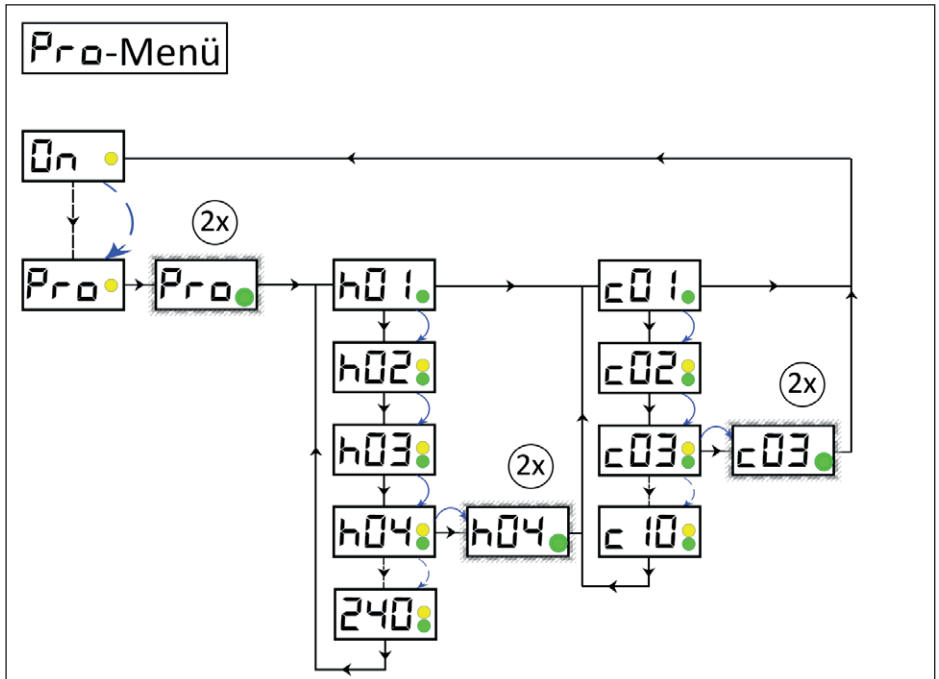 Pro-Menü
On
2x
Pro
Pro
h01
c01
h02
c02
2x
h03
2x
c03
c03
h04
h04
c10
240